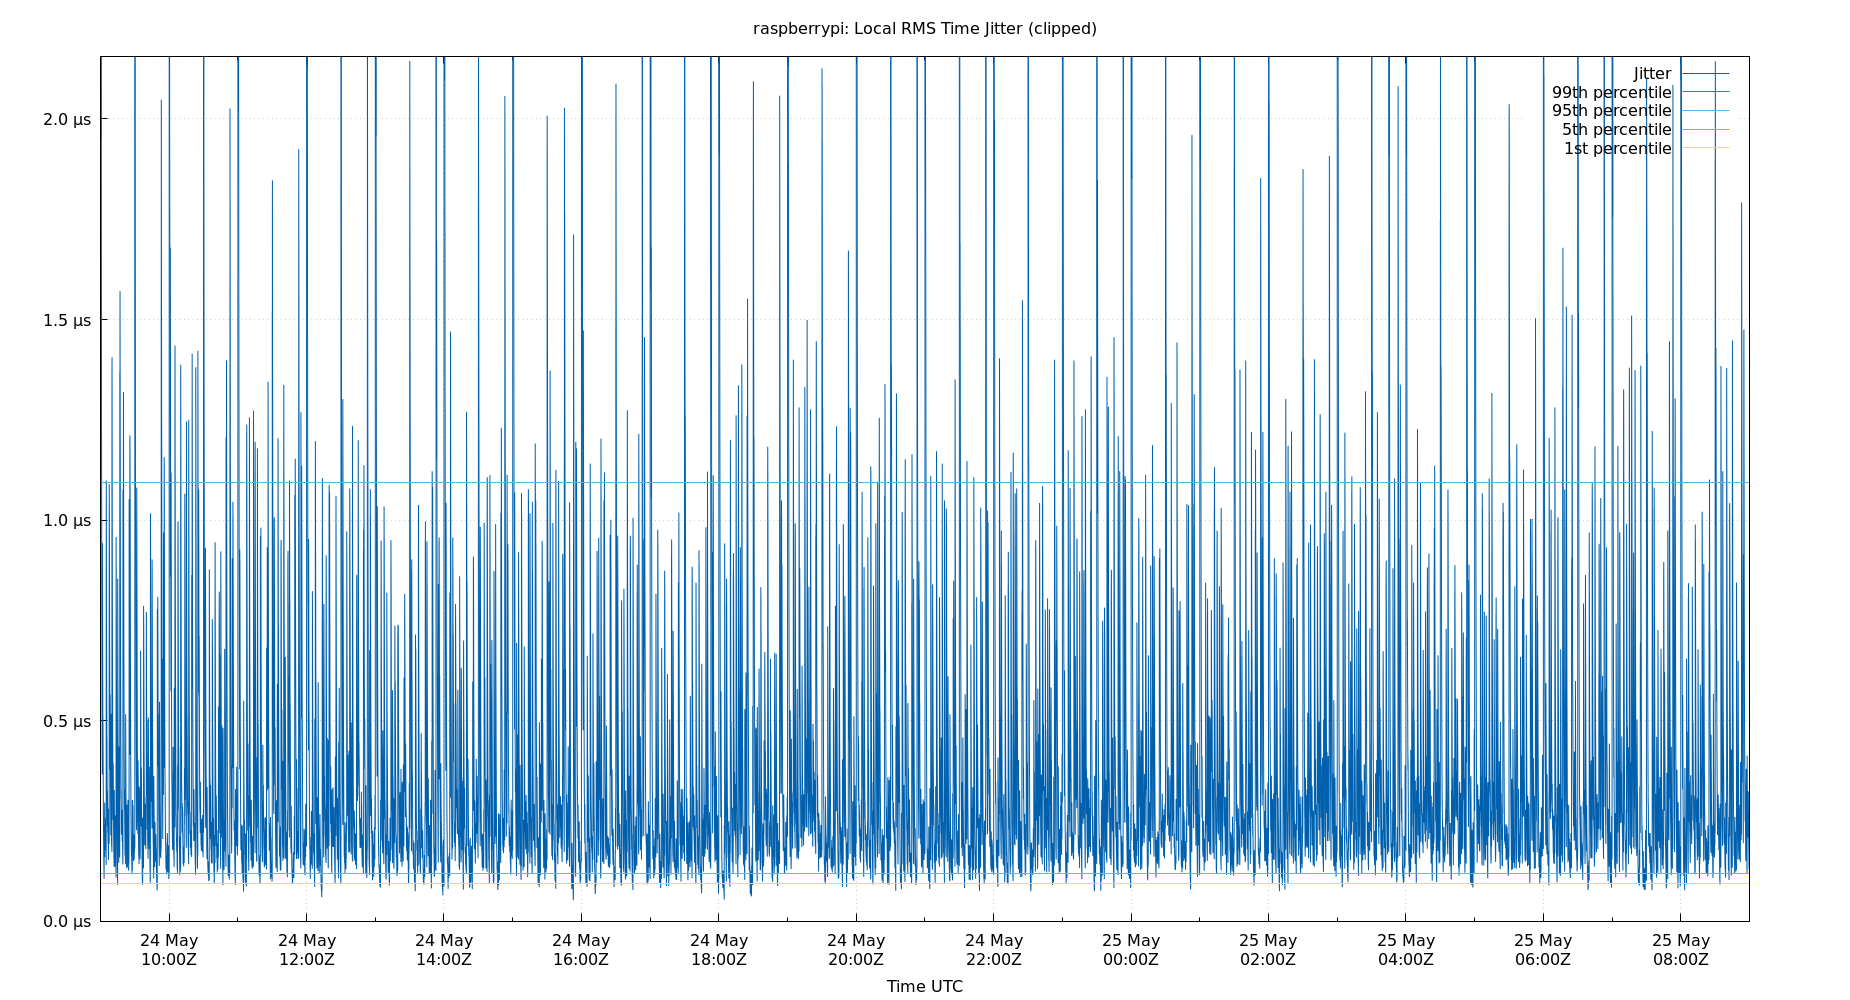 raspberrypi: Local RMS Time Jitter (clipped)
Jitter
99th percentile
95th percentile
5th percentile
1st percentile
2.0 µs
1.5 µs
1.0 µs
0.5 µs
0.0 µs
24 May 24 May 24 May 24 May 24 May 24 May 24 May 25 May 25 May 25 May 25 May 25 May
10:00Z 12:00Z 14:00Z 16:00Z 18:00Z 20:00Z 22:00Z 00:00Z 02:00Z 04:00Z 06:00Z 08:00Z
Time UTC